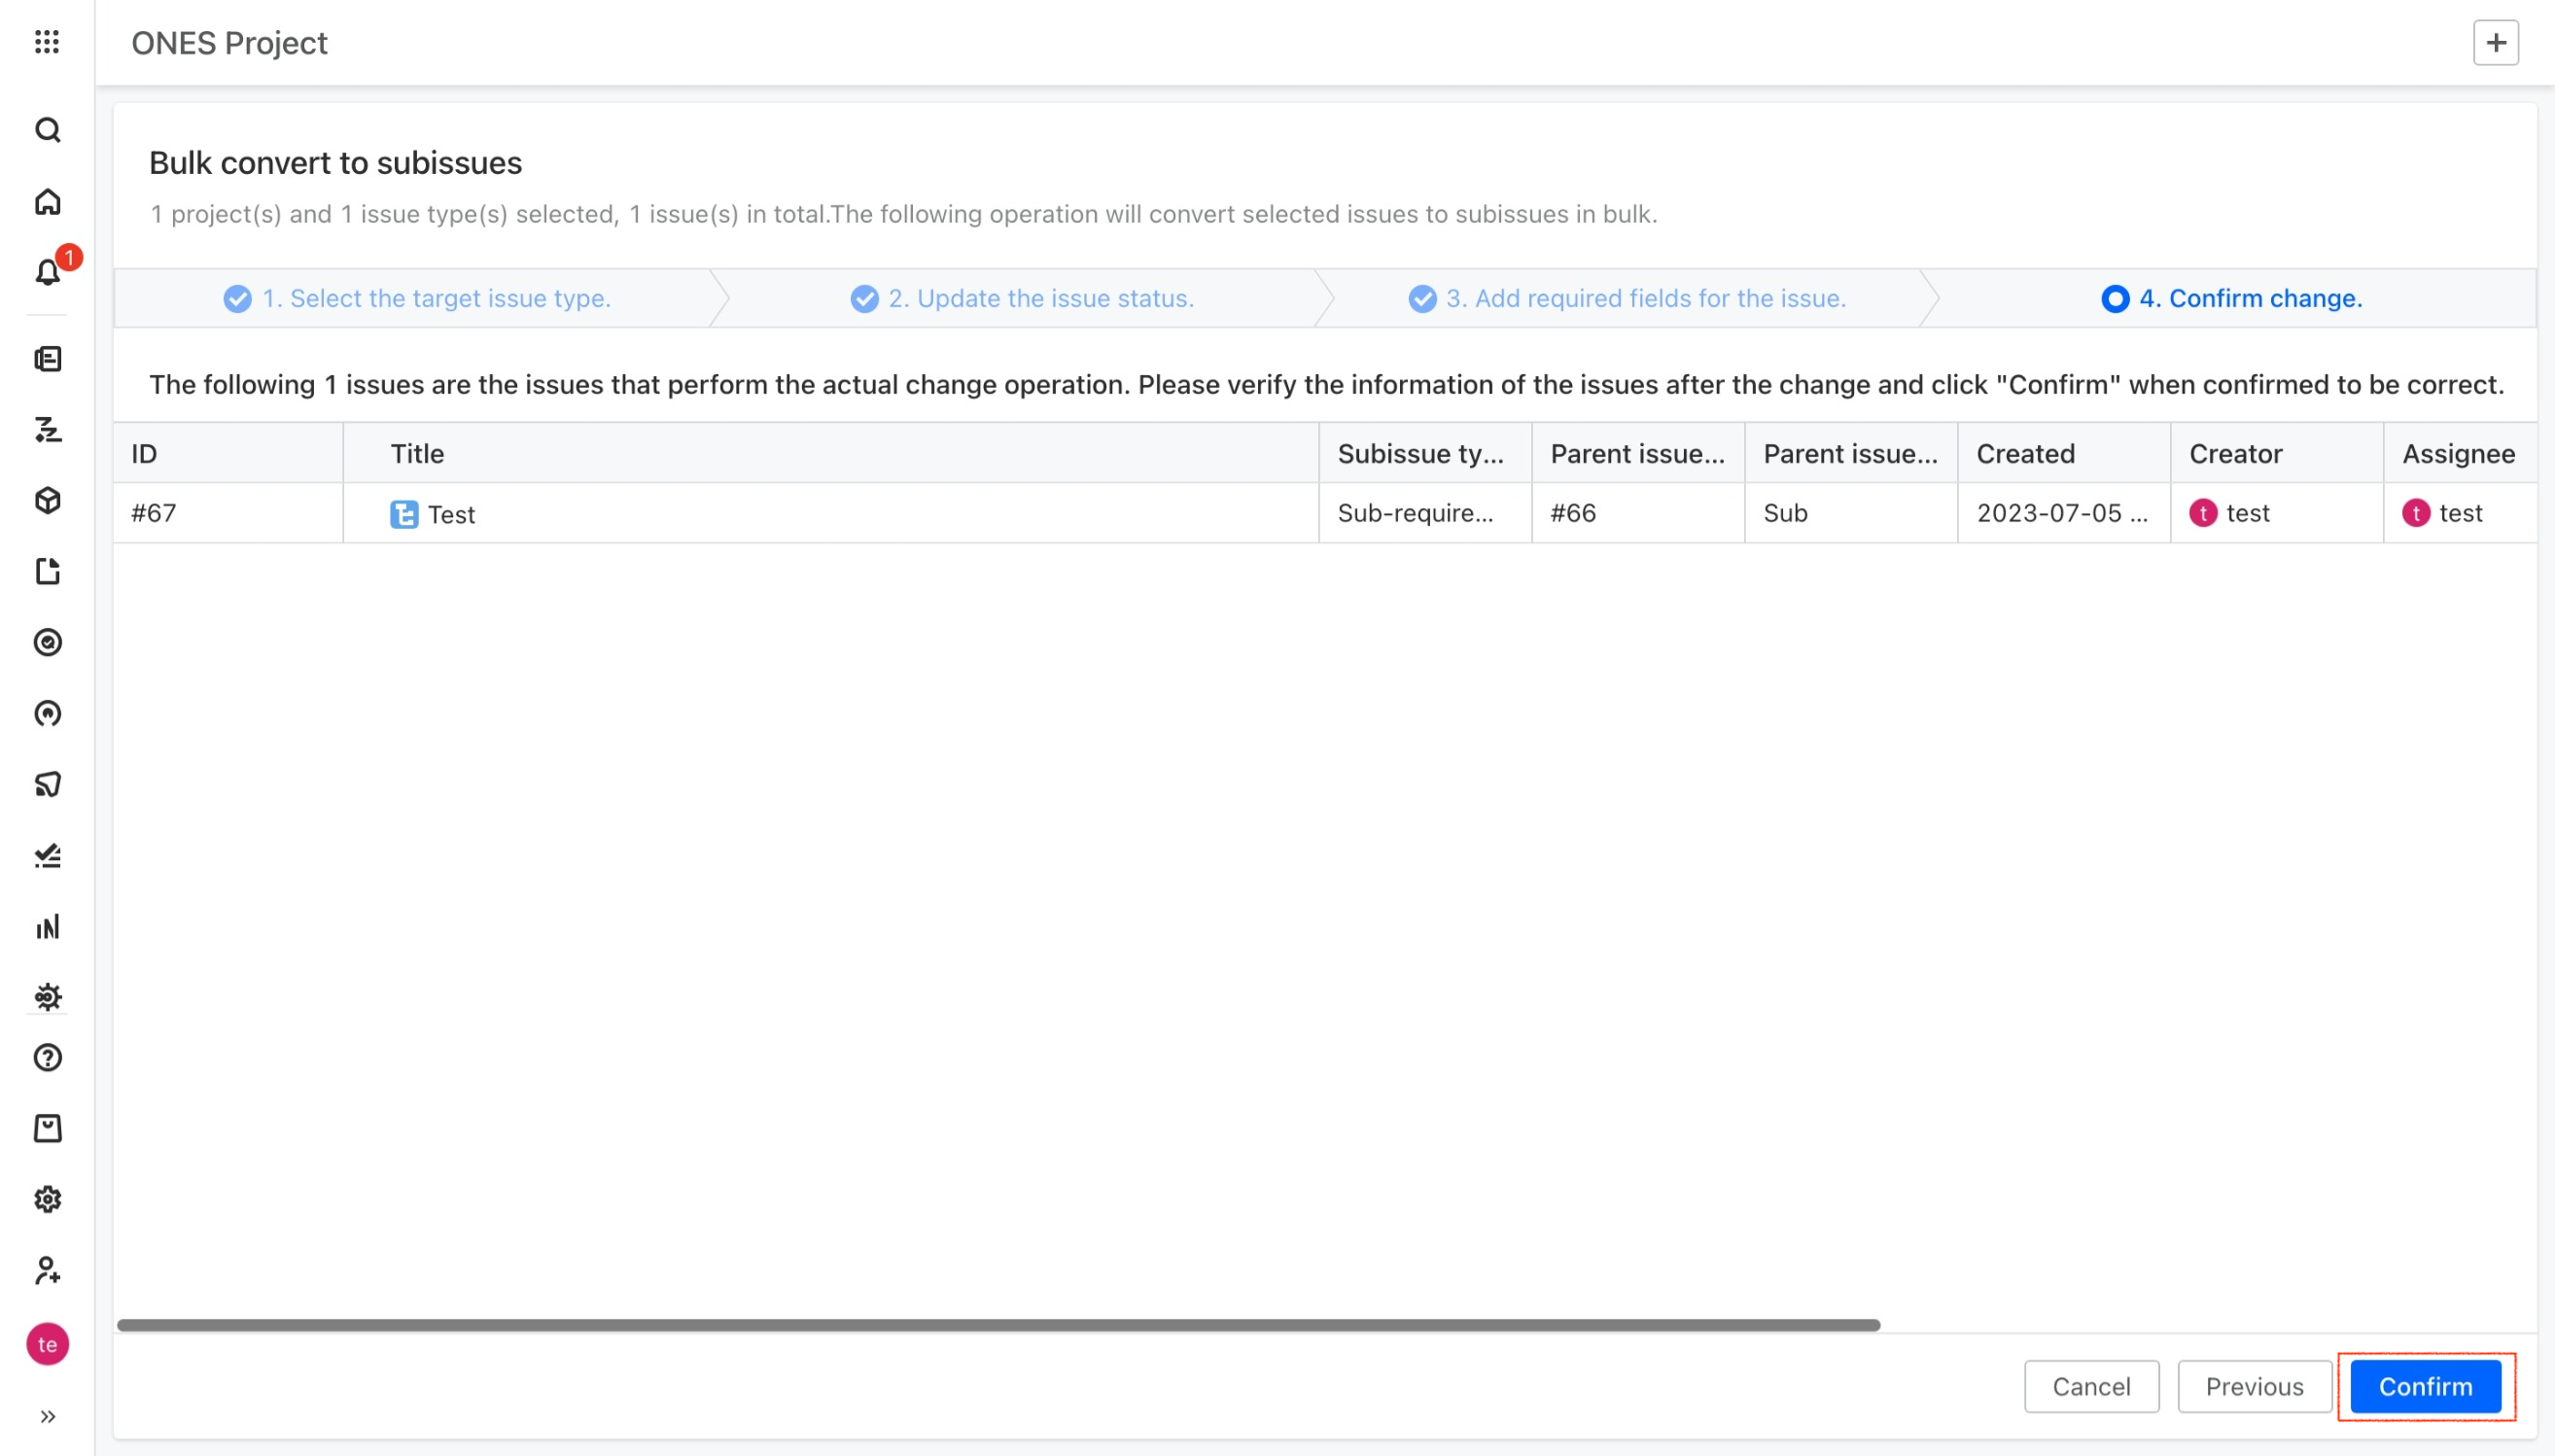 ONES Project
Bulk convert to subissues
1 project(s) and 1 issue type(s) selected, 1 issue(s) in total.The following operation will convert selected issues to subissues in bulk.
1
1. Select the target issue type. 2. Update the issue status. 3. Add required fields for the issue. 4. Confirm change.
The following 1 issues are the issues that perform the actual change operation. Please verify the information of the issues after the change and click "Confirm" when confirmed to be correct.
ID Title Subissue ty... Parent issue... Parent issue... Created Creator Assignee
#67 Test Sub-require... #66 Sub 2023-07-05 ... t test t test
te
Cancel Previous Confirm